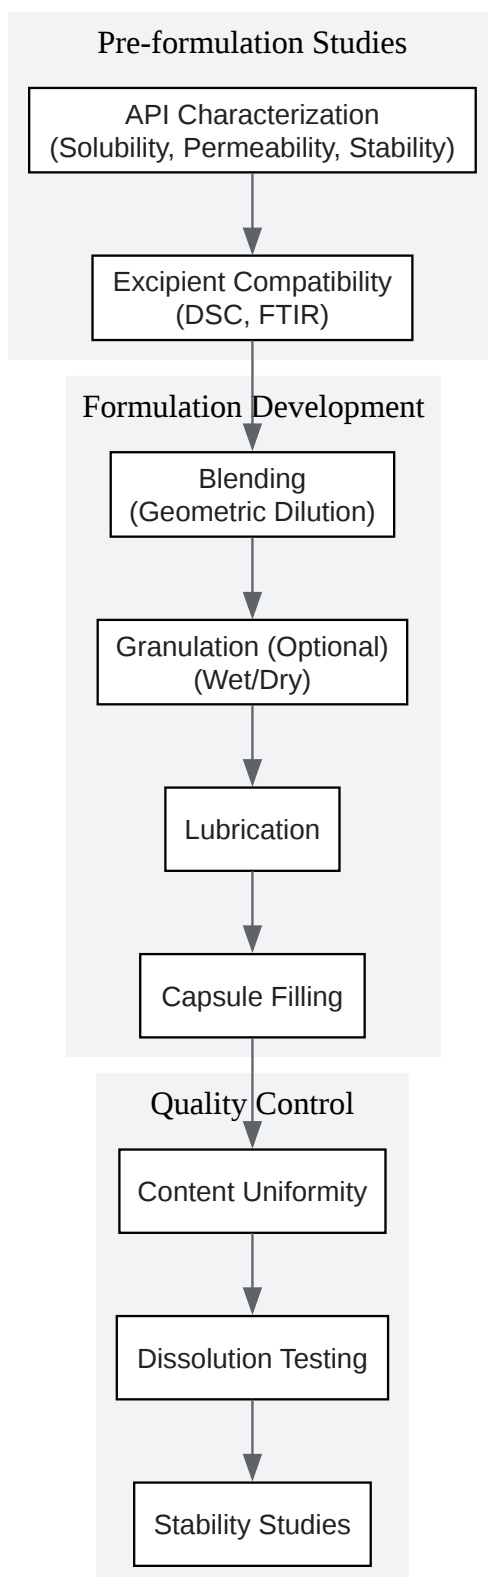 Pre-formulation Studies
API Characterization
(Solubility, Permeability, Stability)
Excipient Compatibility
(DSC, FTIR)
Formulation Development
Blending
(Geometric Dilution)
Granulation (Optional)
(Wet/Dry)
Lubrication
Capsule Filling
Quality Control
Content Uniformity
Dissolution Testing
Stability Studies